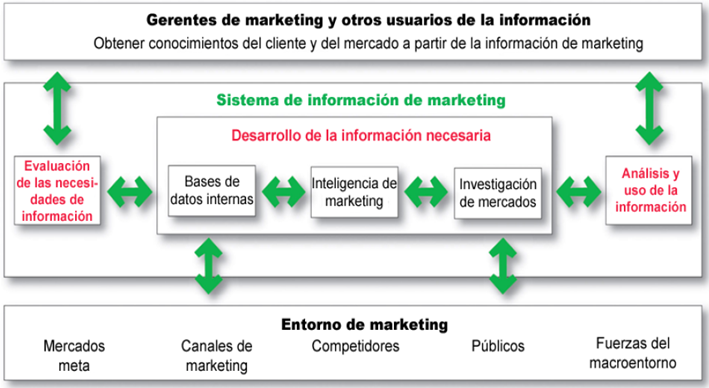 Gerentes de marketing y otros usuarios de la información
Obtener conocimientos del cliente y del mercado a partir de la información de marketing
Sistema de información de marketing
Desarrollo de la información necesaria
Evaluación
de las necesi-
dades de
información
Bases de
datos internas
Inteligencia de
marketing
Investigación
de mercados
Análisis y
uso de la
información
Entorno de marketing
Mercados
meta
Canales de
marketing
Competidores
Públicos
Fuerzas del
macroentorno